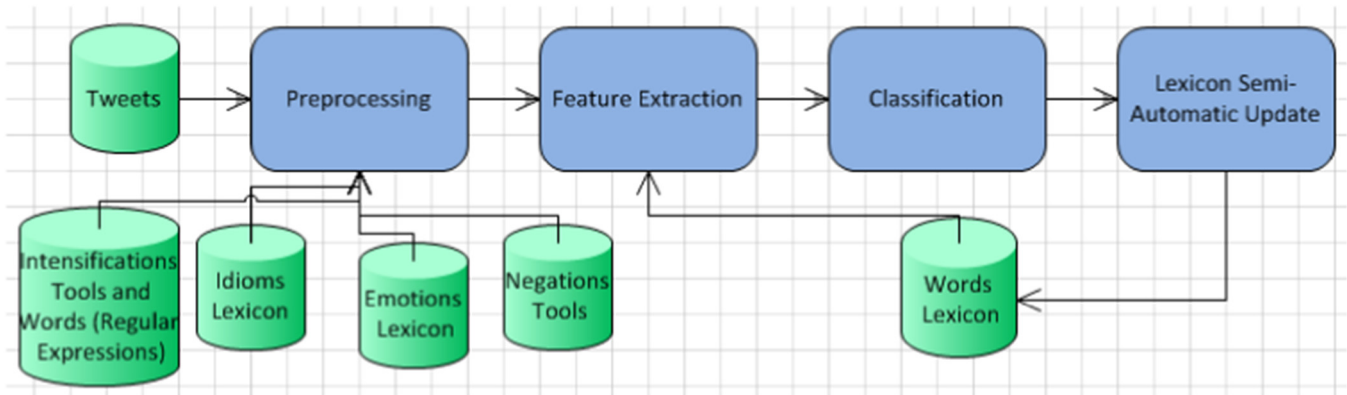 Tweets
Preprocessing
Feature Extraction
Classification
Lexicon Semi-
Automatic Update
Intensifications
Tools and
Words (Regular
Expressions)
Idioms
Lexicon
Emotions
Lexicon
Negations
Tools
Words
Lexicon